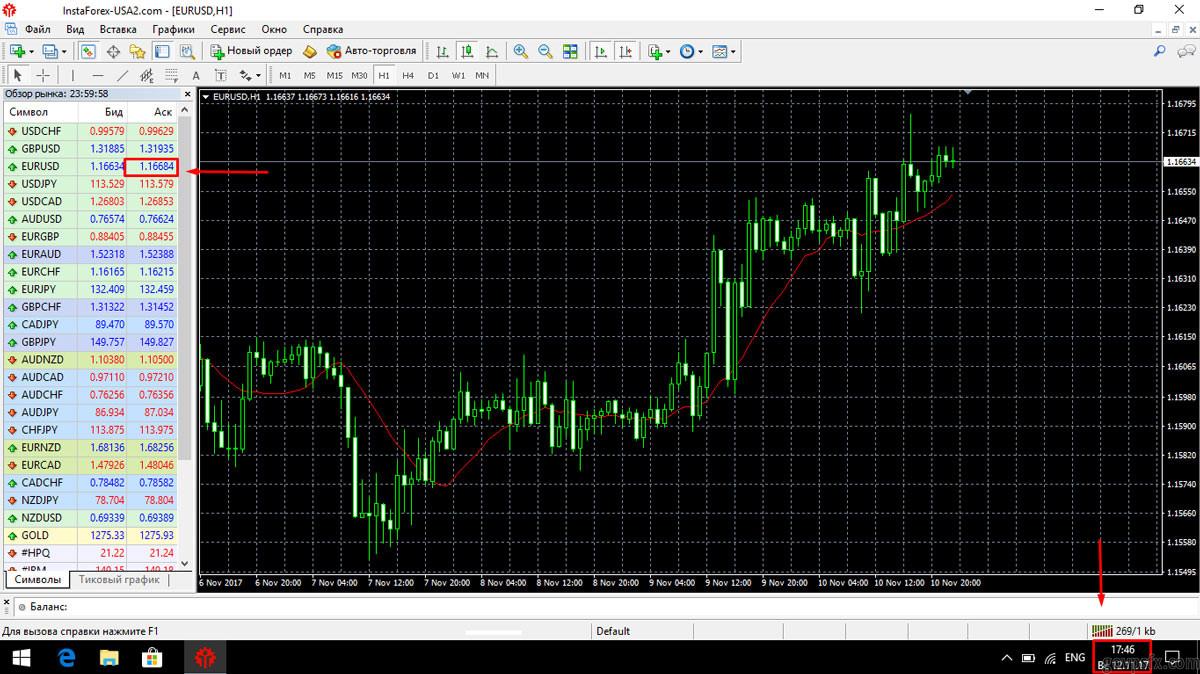 InstaForex-USA2.com - [EURUSD,H1]
Файл Вид Вставка Графики Сервис Окно Справка
Новый ордер Авто-торговля
A T M1 M5 M15 M30 H1 H4 D1 W1 MN
Обзор рынка: 23:59:58
Символ Бид Аск
USDCHF 0.99579 0.99629
GBPUSD 1.31885 1.31935
EURUSD 1.16634 1.16684
USDJPY 113.529 113.579
USDCAD 1.26803 1.26853
AUDUSD 0.76574 0.76624
EURGBP 0.88405 0.88455
EURAUD 1.52318 1.52388
EURCHF 1.16165 1.16215
EURJPY 132.409 132.459
GBPCHF 1.31322 1.31452
CADJPY 89.470 89.570
GBPJPY 149.757 149.827
AUDNZD 1.10380 1.10500
AUDCAD 0.97110 0.97210
AUDCHF 0.76256 0.76356
AUDJPY 86.934 87.034
CHFJPY 113.875 113.975
EURNZD 1.68136 1.68256
EURCAD 1.47926 1.48046
CADCHF 0.78482 0.78582
NZDJPY 78.704 78.804
NZDUSD 0.69339 0.69389
GOLD 1275.33 1275.93
#HPQ 21.22 21.24
#IBM 149.15 149.18
Символы Тиковый график
EURUSD,H1 1.16637 1.16673 1.16616 1.16634
1.16795
1.16715
1.16634
1.16550
1.16470
1.16390
1.16310
1.16230
1.16150
1.16065
1.15980
1.15900
1.15820
1.15740
1.15660
1.15580
1.15495
6 Nov 2017 6 Nov 20:00 7 Nov 04:00 7 Nov 12:00 7 Nov 20:00 8 Nov 04:00 8 Nov 12:00 8 Nov 20:00 9 Nov 04:00 9 Nov 12:00 9 Nov 20:00 10 Nov 04:00 10 Nov 12:00 10 Nov 20:00
Баланс:
Для вызова справки нажмите F1 Default 269/1 kb
ENG 17:46
Вс 12.11.17